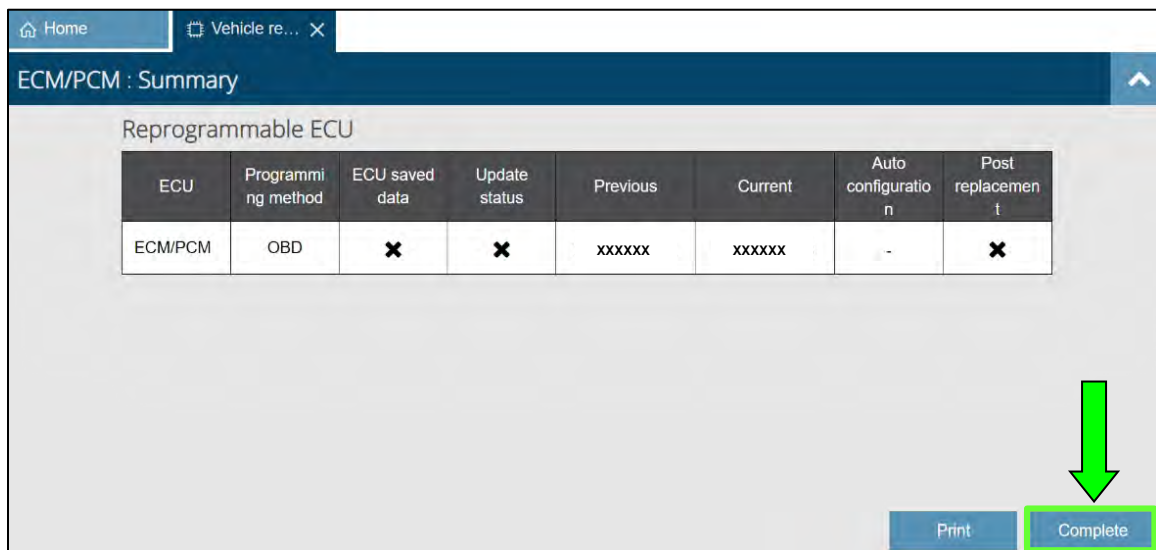 Home
Vehicle re...
ECM/PCM : Summary
Reprogrammable ECU
ECU
Programmi
ng method
ECU saved
data
Update
status
Previous
Current
Auto
configuratio
n
Post
replacemen
t
ECM/PCM
OBD
xxxxxx
xxxxxx
-
Print
Complete